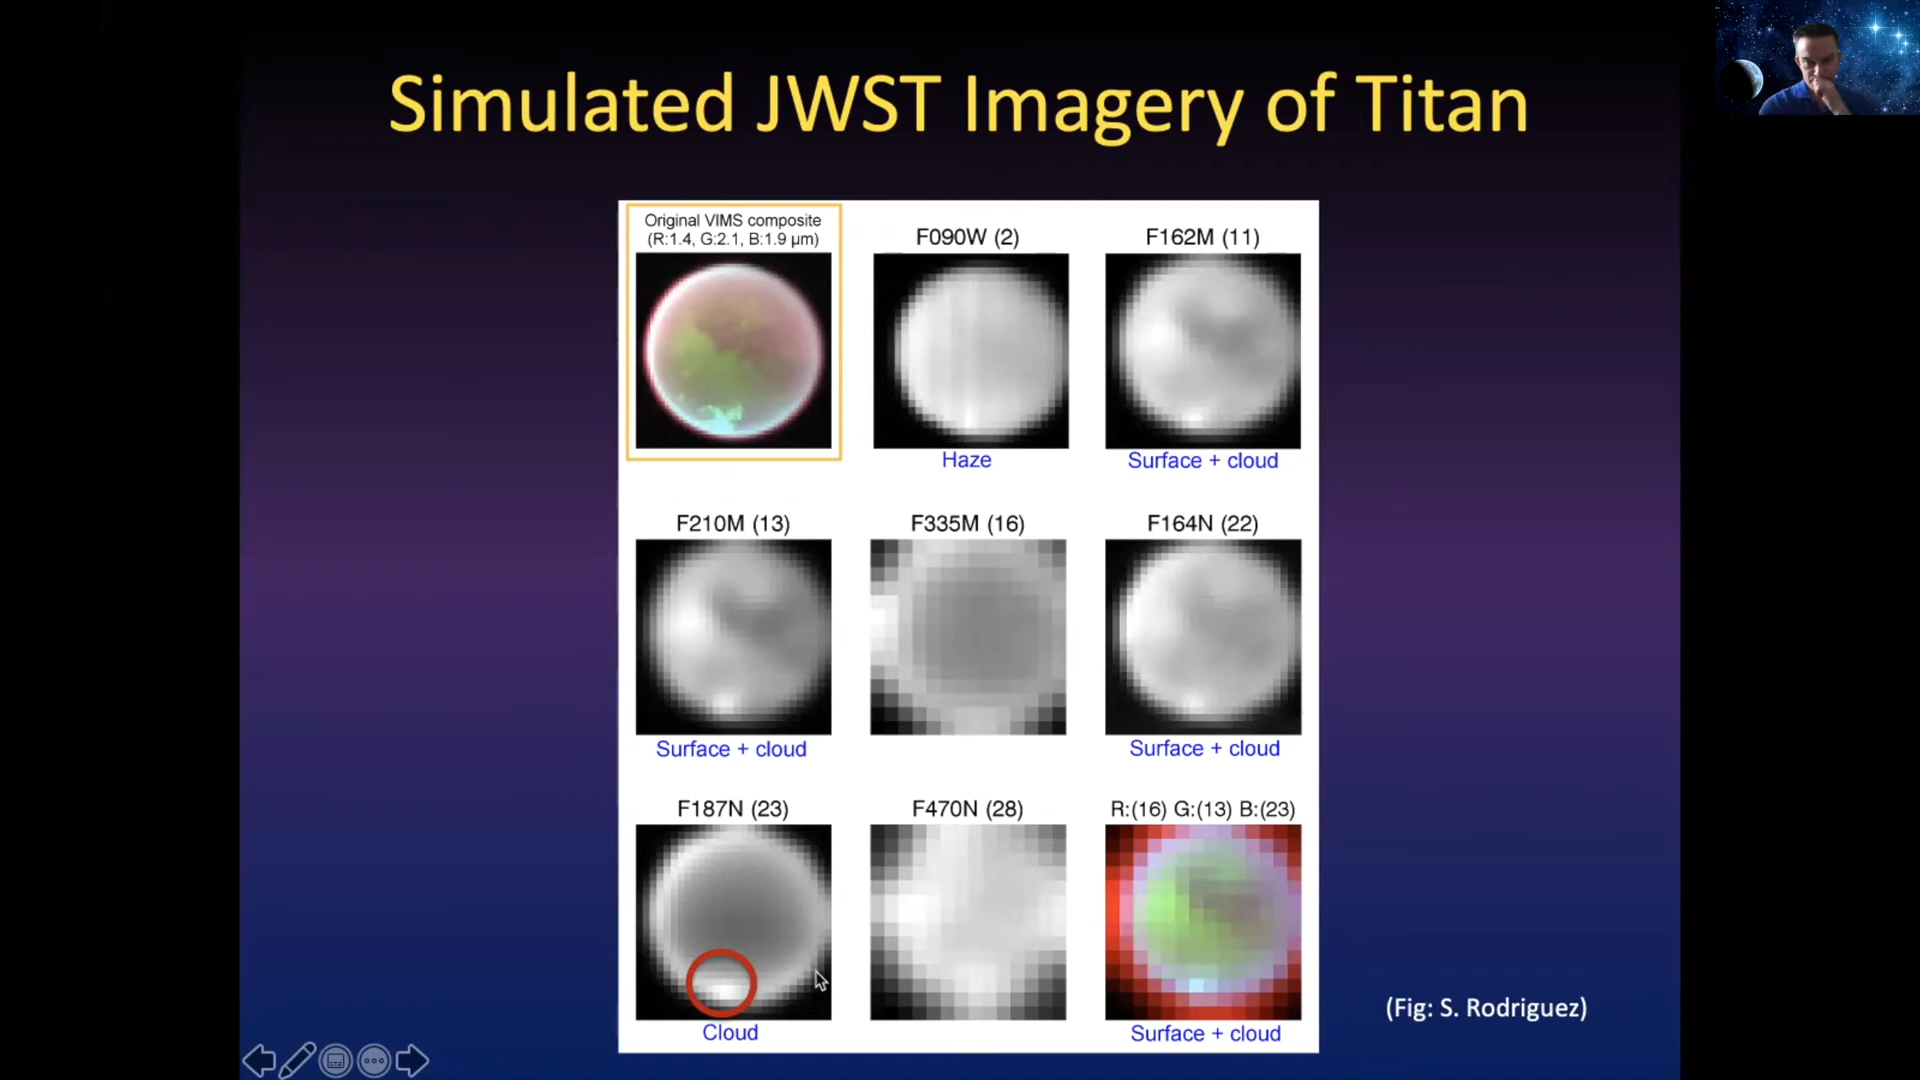 Simulated JWST Imagery of Titan
Original VIMS composite
(R:1.4, G:2.1, B:1.9 µm)
F090W (2)
F162M (11)
Haze
Surface + cloud
F210M (13)
F335M (16)
F164N (22)
Surface + cloud
Surface + cloud
F187N (23)
F470N (28)
R:(16) G:(13) B:(23)
Cloud
Surface + cloud
(Fig: S. Rodriguez)